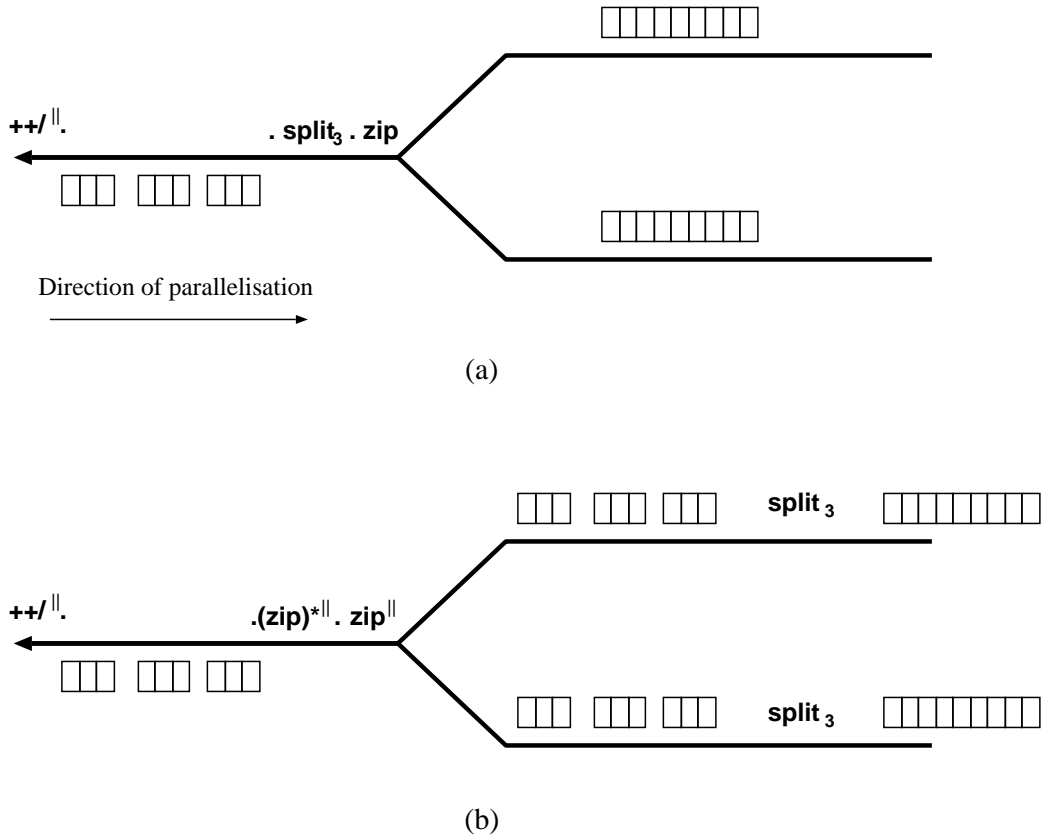 ++/ ||.
. split3 . zip
Direction of parallelisation
(a)
split 3
++/ ||.
.(zip)*|| . zip||
split 3
(b)